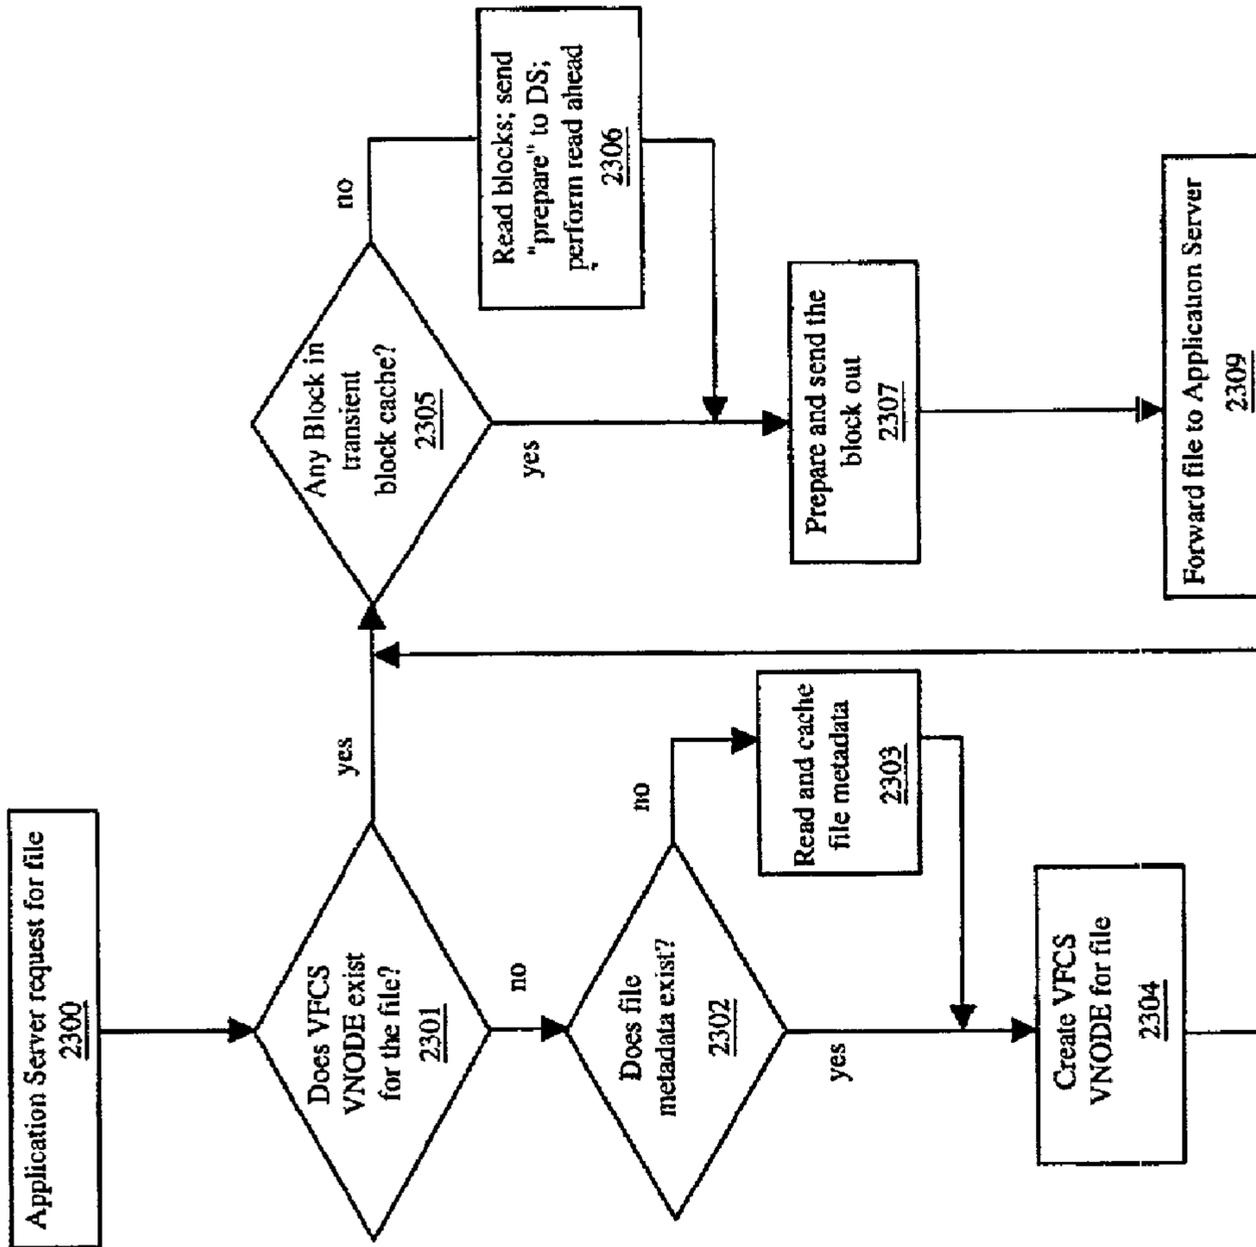 Application Server request for file
2300
Does VFCS
VNODE exist
for the file?
2301
yes
no
Does file
metadata exist?
2302
no
yes
Read and cache
file metadata
2303
Create VFCS
VNODE for file
2304
Any Block in
transient
block cache?
2305
no
yes
Read blocks; send
"prepare" to DS;
perform read ahead
2306
Prepare and send the
block out
2307
Forward file to Application Server
2309